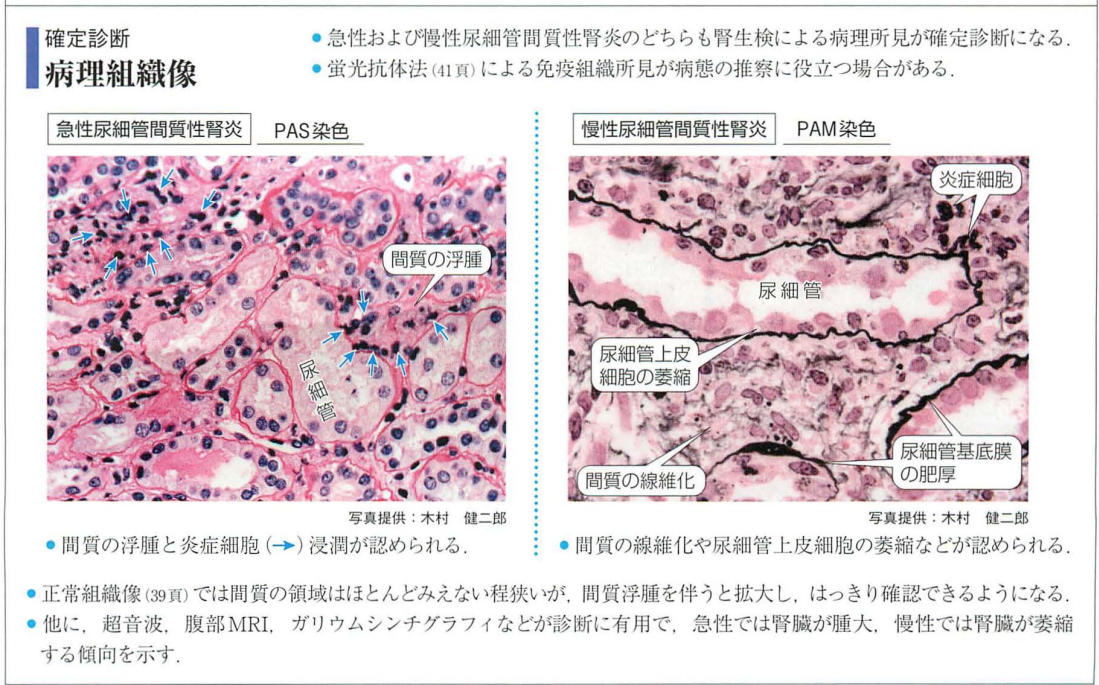 確定診断
病理組織像
● 急性および慢性尿細管間質性腎炎のどちらも腎生検による病理所見が確定診断になる.
● 蛍光抗体法(41頁)による免疫組織所見が病態の推察に役立つ場合がある.
急性尿細管間質性腎炎 PAS染色
間質の浮腫
尿細管
写真提供：木村 健二郎
● 間質の浮腫と炎症細胞(→)浸潤が認められる.
慢性尿細管間質性腎炎 PAM染色
炎症細胞
尿細管
尿細管上皮
細胞の萎縮
尿細管基底膜
の肥厚
間質の線維化
写真提供：木村 健二郎
● 間質の線維化や尿細管上皮細胞の萎縮などが認められる.
● 正常組織像(39頁)では間質の領域はほとんどみえない程狭いが, 間質浮腫を伴うと拡大し, はっきり確認できるようになる.
● 他に, 超音波, 腹部MRI, ガリウムシンチグラフィなどが診断に有用で, 急性では腎臓が腫大, 慢性では腎臓が萎縮
する傾向を示す.